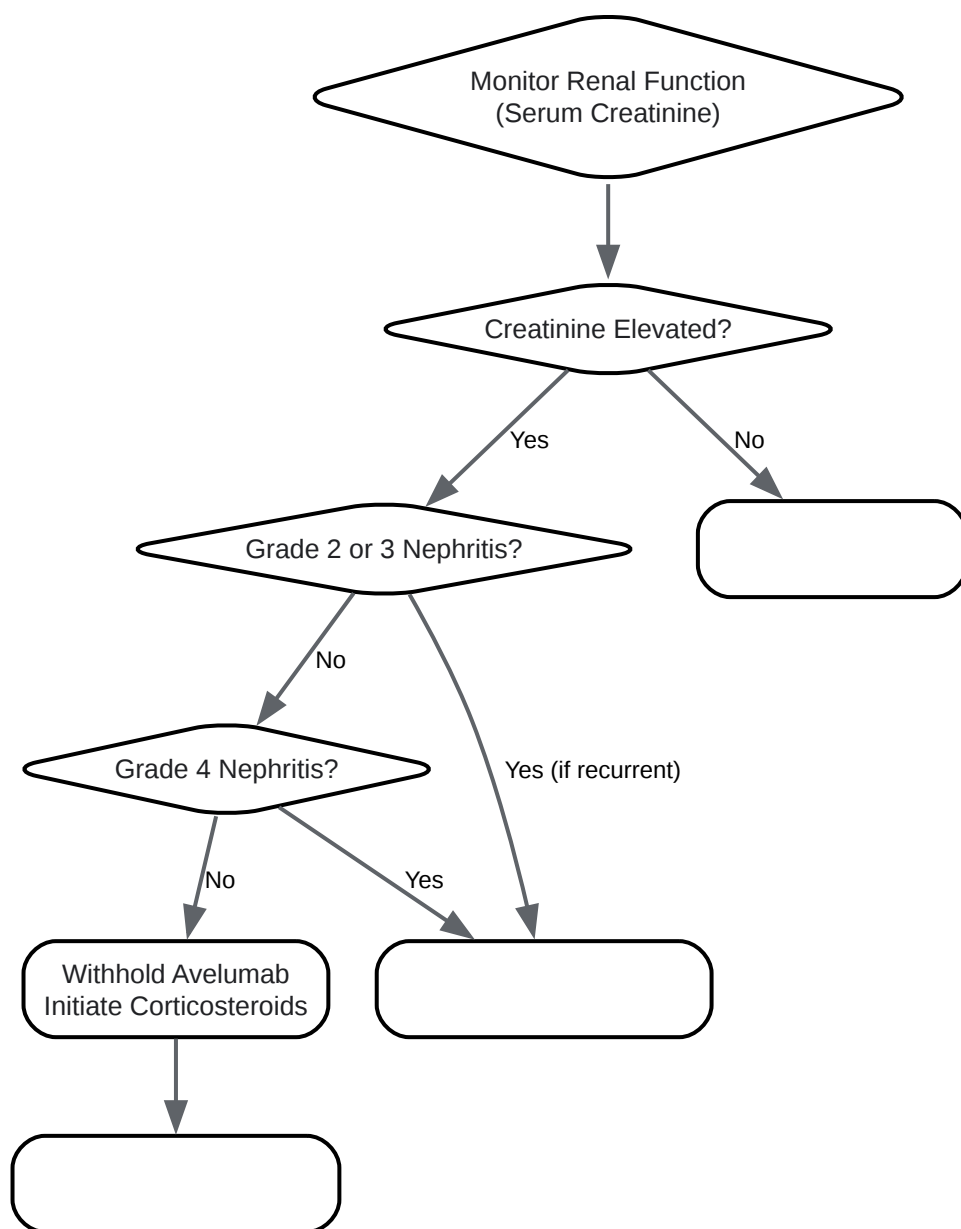 Monitor Renal Function
(Serum Creatinine)
Creatinine Elevated?
Yes
No
Grade 2 or 3 Nephritis?
No
Grade 4 Nephritis?
Yes (if recurrent)
No
Yes
Withhold Avelumab
Initiate Corticosteroids